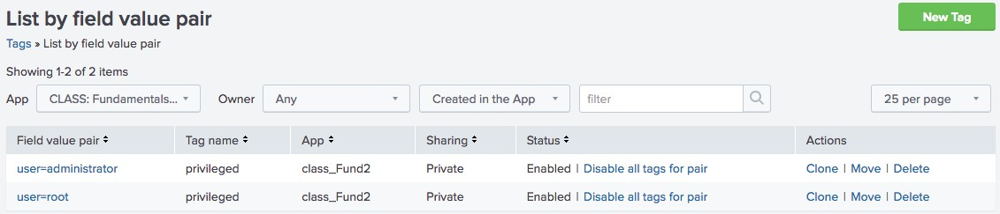 List by field value pair
New Tag
Tags » List by field value pair
Showing 1-2 of 2 items
App CLASS: Fundamentals... Owner Any Created in the App filter 25 per page
Field value pair Tag name App Sharing Status Actions
user=administrator privileged class_Fund2 Private Enabled | Disable all tags for pair Clone | Move | Delete
user=root privileged class_Fund2 Private Enabled | Disable all tags for pair Clone | Move | Delete